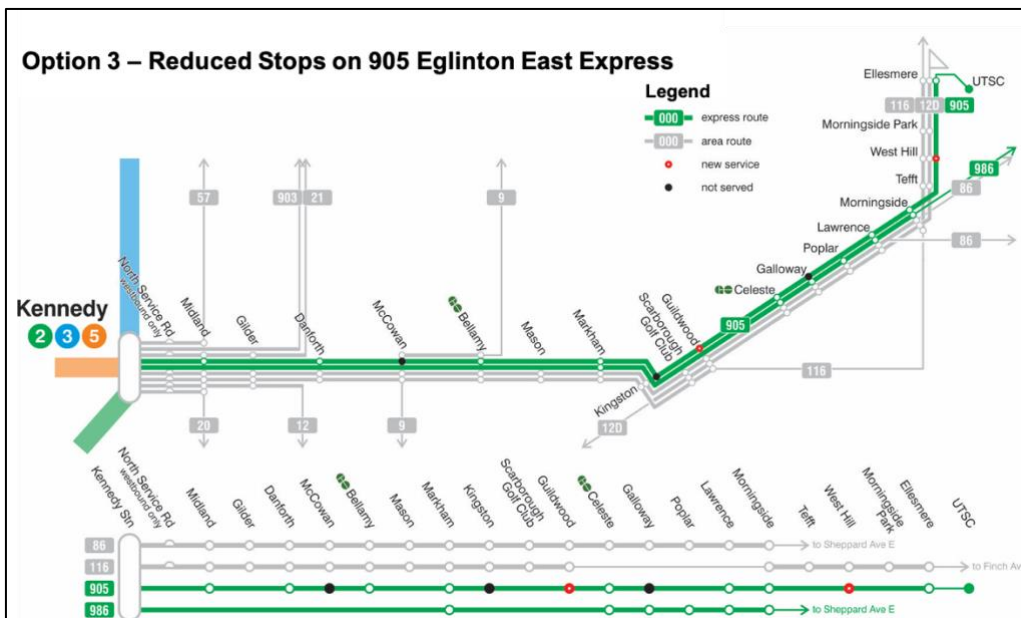 Option 3 – Reduced Stops on 905 Eglinton East Express
Legend
000 express route
000 area route
new service
not served
Ellesmere
UTSC
116 12D 905
Morningside Park
West Hill
Tefft
986
86
Morningside
Lawrence
Poplar
86
Galloway
Celeste
905
57
903 21
9
Kennedy
2 3 5
North Service Rd
westbound only
Midland
Gilder
Danforth
McCowan
Bellamy
Mason
Markham
Scarborough
Golf Club
Guildwood
Kingston
116
12D
20
12
9
Kennedy Stn
North Service Rd
westbound only
Midland
Gilder
Danforth
McCowan
Bellamy
Mason
Markham
Kingston
Scarborough
Golf Club
Guildwood
Celeste
Galloway
Poplar
Lawrence
Morningside
Tefft
West Hill
Morningside
Park
Ellesmere
UTSC
86 to Sheppard Ave E
116 to Finch Av
905
986 to Sheppard Ave E